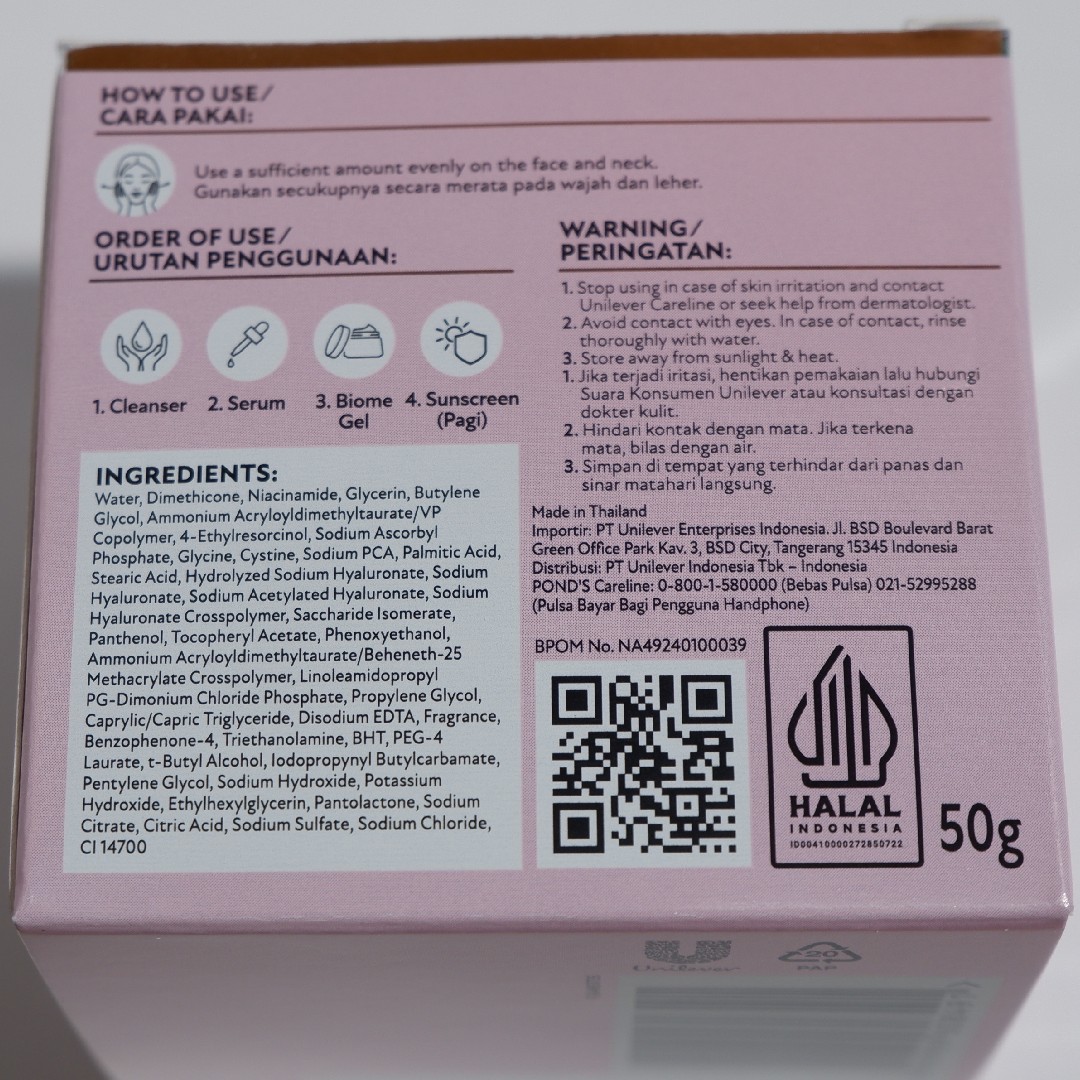 HOW TO USE/
CARA PAKAI:
Use a sufficient amount evenly on the face and neck.
Gunakan secukupnya secara merata pada wajah dan leher.
ORDER OF USE/
URUTAN PENGGUNAAN:
1. Cleanser
2. Serum
3. Biome
Gel
4. Sunscreen
(Pagi)
WARNING/
PERINGATAN:
1. Stop using in case of skin irritation and contact
Unilever Careline or seek help from dermatologist.
2. Avoid contact with eyes. In case of contact, rinse
thoroughly with water.
3. Store away from sunlight & heat.
1. Jika terjadi iritasi, hentikan pemakaian lalu hubungi
Suara Konsumen Unilever atau konsultasi dengan
dokter kulit.
2. Hindari kontak dengan mata. Jika terkena
mata, bilas dengan air.
3. Simpan di tempat yang terhindar dari panas dan
sinar matahari langsung.
INGREDIENTS:
Water, Dimethicone, Niacinamide, Glycerin, Butylene
Glycol, Ammonium Acryloyldimethyltaurate/VP
Copolymer, 4-Ethylresorcinol, Sodium Ascorbyl
Phosphate, Glycine, Cystine, Sodium PCA, Palmitic Acid,
Stearic Acid, Hydrolyzed Sodium Hyaluronate, Sodium
Hyaluronate, Sodium Acetylated Hyaluronate, Sodium
Hyaluronate Crosspolymer, Saccharide Isomerate,
Panthenol, Tocopheryl Acetate, Phenoxyethanol,
Ammonium Acryloyldimethyltaurate/Beheneth-25
Methacrylate Crosspolymer, Linoleamidopropyl
PG-Dimonium Chloride Phosphate, Propylene Glycol,
Caprylic/Capric Triglyceride, Disodium EDTA, Fragrance,
Benzophenone-4, Triethanolamine, BHT, PEG-4
Laurate, t-Butyl Alcohol, Iodopropynyl Butylcarbamate,
Pentylene Glycol, Sodium Hydroxide, Potassium
Hydroxide, Ethylhexylglycerin, Pantolactone, Sodium
Citrate, Citric Acid, Sodium Sulfate, Sodium Chloride,
CI 14700
Made in Thailand
Importir: PT Unilever Enterprises Indonesia. Jl. BSD Boulevard Barat
Green Office Park Kav. 3, BSD City, Tangerang 15345 Indonesia
Distribusi: PT Unilever Indonesia Tbk – Indonesia
POND'S Careline: 0-800-1-580000 (Bebas Pulsa) 021-52995288
(Pulsa Bayar Bagi Pengguna Handphone)
BPOM No. NA49240100039
HALAL
INDONESIA
ID00410000272850722
50g
Unilever
20
PAP